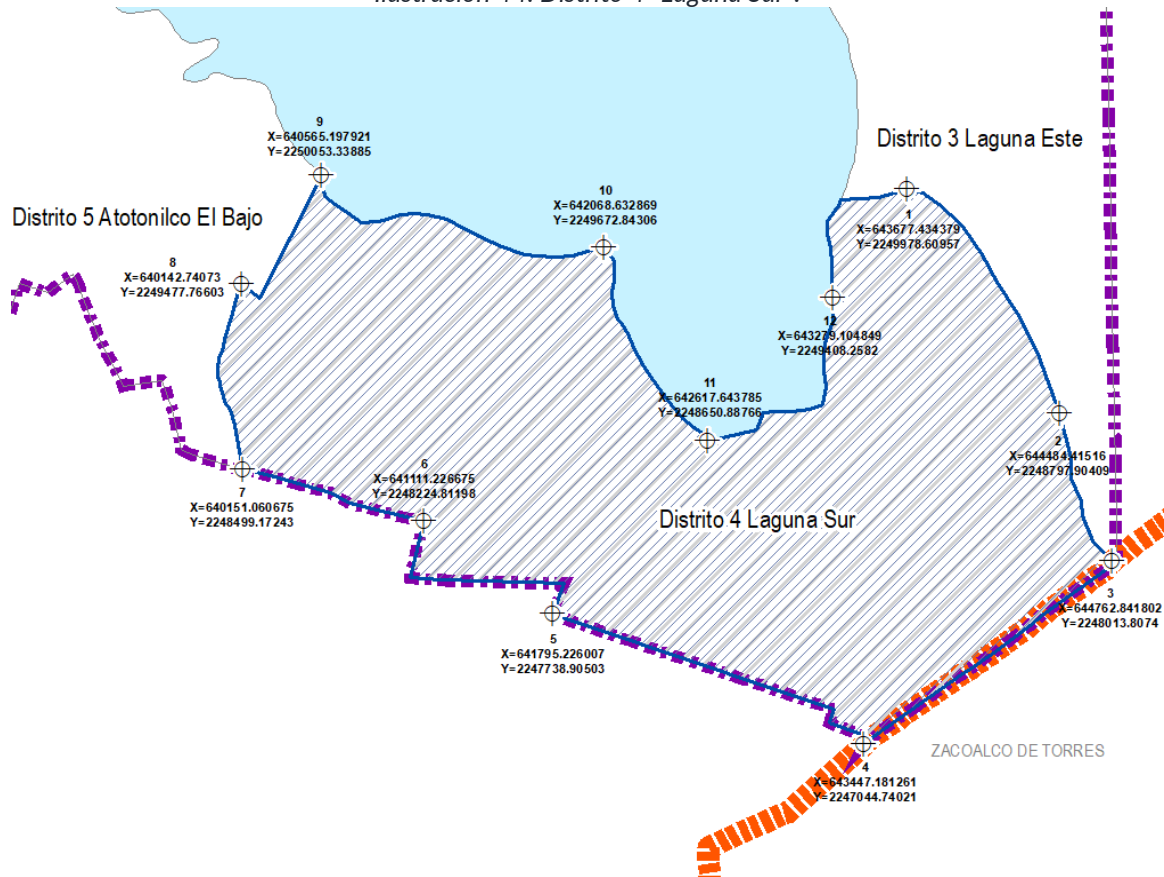 9
X=640565.197921
Y=2250053.33885
Distrito 3 Laguna Este
10
X=642068.632869
Y=2249672.84306
1
X=643677.434379
Y=2249978.60957
Distrito 5 Atotonilco El Bajo
8
X=640142.74073
Y=2249477.76603
12
X=643279.104849
Y=2249408.2582
11
X=642617.643785
Y=2248650.88766
2
X=644484.41516
Y=2248797.90409
6
X=641111.226675
Y=2248224.81198
7
X=640151.060675
Y=2248499.17243
Distrito 4 Laguna Sur
3
X=644762.841802
Y=2248013.8074
5
X=641795.226007
Y=2247738.90503
ZACOALCO DE TORRES
4
X=643447.181261
Y=2247044.74021